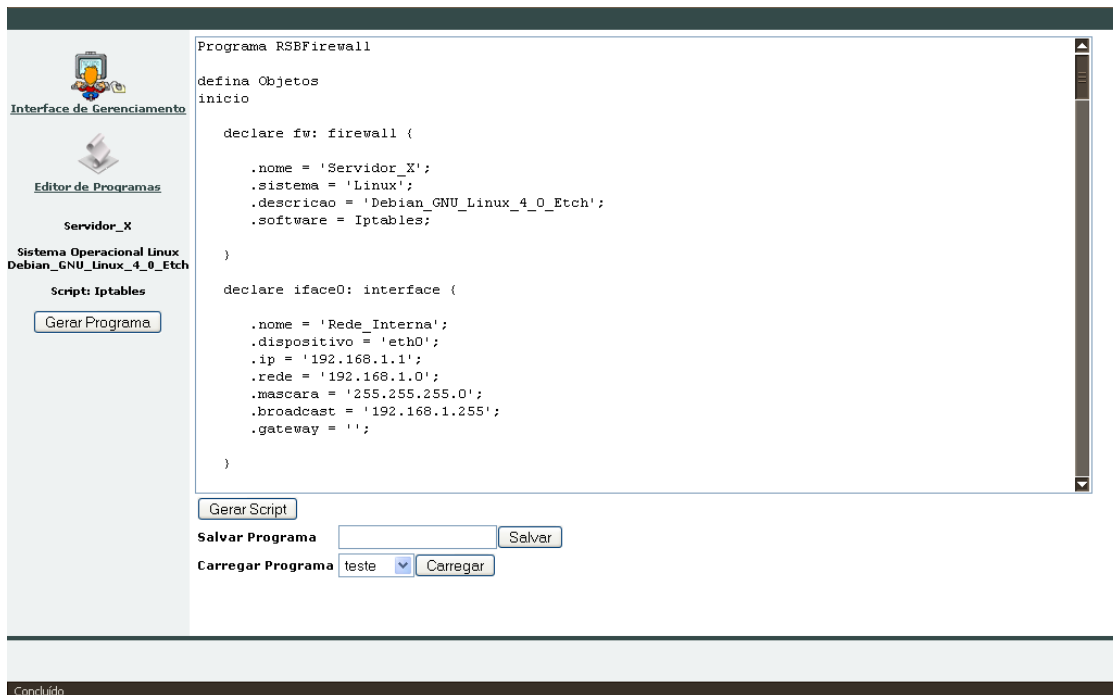 Interface de Gerenciamento
Editor de Programas
Servidor_X
Sistema Operacional Linux
Debian_GNU_Linux_4_0_Etch
Script: Iptables
Gerar Programa
Programa RSBFirewall
defina Objetos
inicio
declare fw: firewall {
.nome = 'Servidor_X';
.sistema = 'Linux';
.descricao = 'Debian_GNU_Linux_4_0_Etch';
.software = Iptables;
}
declare iface0: interface {
.nome = 'Rede_Interna';
.dispositivo = 'eth0';
.ip = '192.168.1.1';
.rede = '192.168.1.0';
.mascara = '255.255.255.0';
.broadcast = '192.168.1.255';
.gateway = '';
}
Gerar Script
Salvar Programa Salvar
Carregar Programa teste Carregar
Concluído